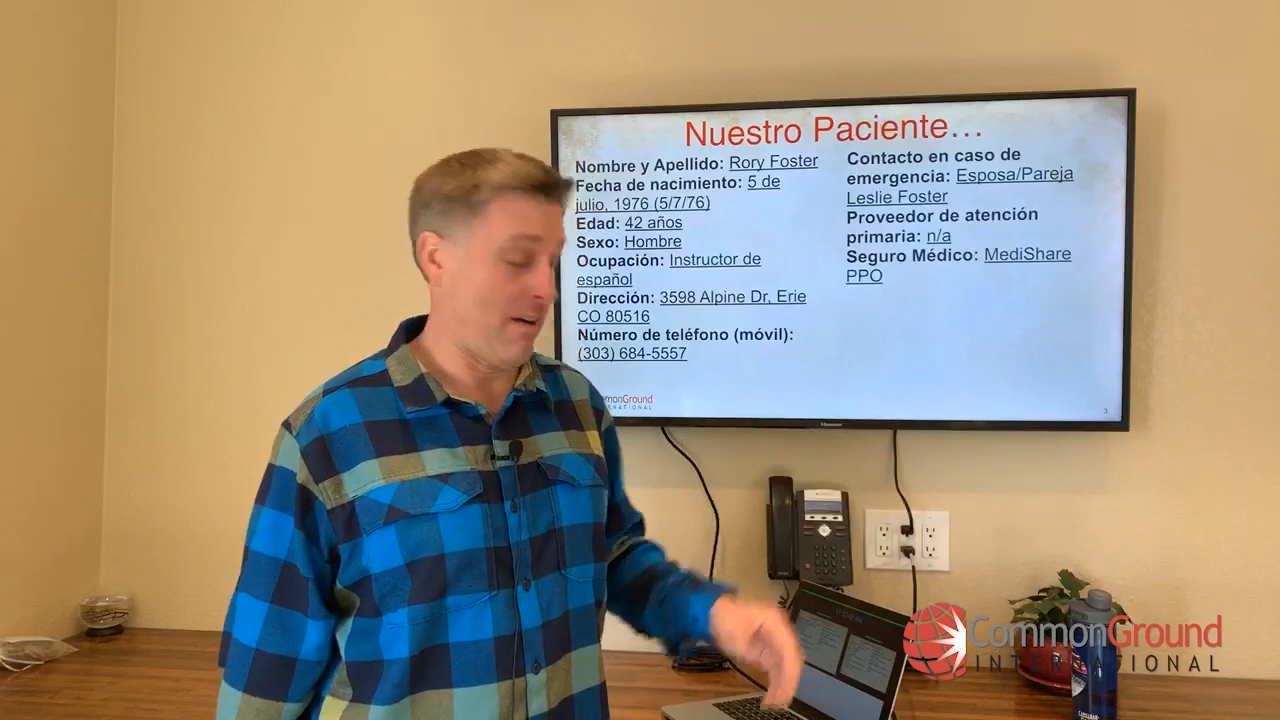 Nuestro Paciente…
Nombre y Apellido: Rory Foster
Fecha de nacimiento: 5 de
julio, 1976 (5/7/76)
Edad: 42 años
Sexo: Hombre
Ocupación: Instructor de
español
Dirección: 3598 Alpine Dr, Erie
CO 80516
Número de teléfono (móvil):
(303) 684-5557
Contacto en caso de
emergencia: Esposa/Pareja
Leslie Foster
Proveedor de atención
primaria: n/a
Seguro Médico: MediShare
PPO
3
CommonGround
INTERNATIONAL